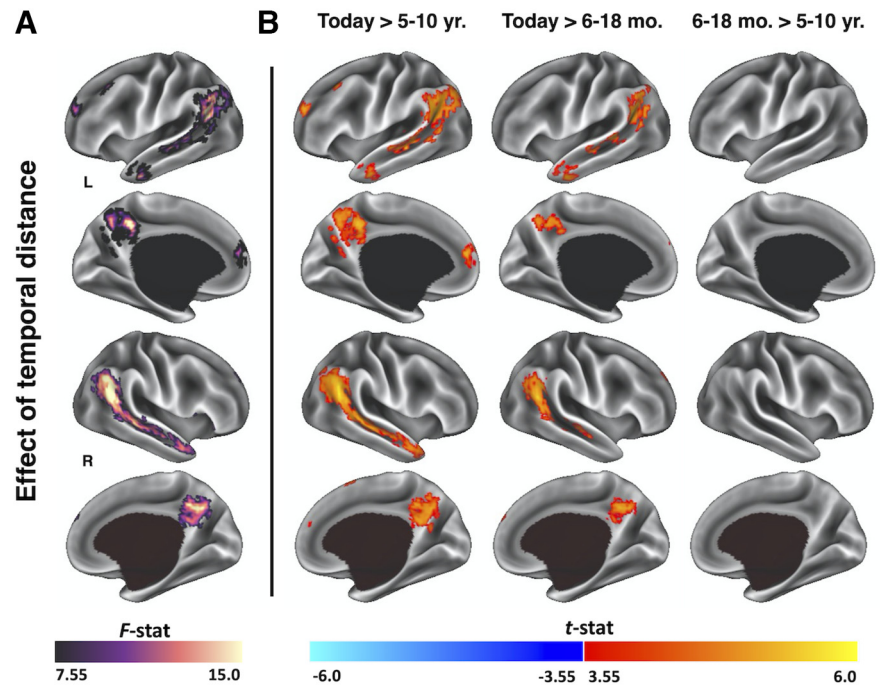 A
B
Today > 5-10 yr.
Today > 6-18 mo.
6-18 mo. > 5-10 yr.
Effect of temporal distance
L
R
F-stat
7.55
15.0
t-stat
-6.0
-3.55
3.55
6.0